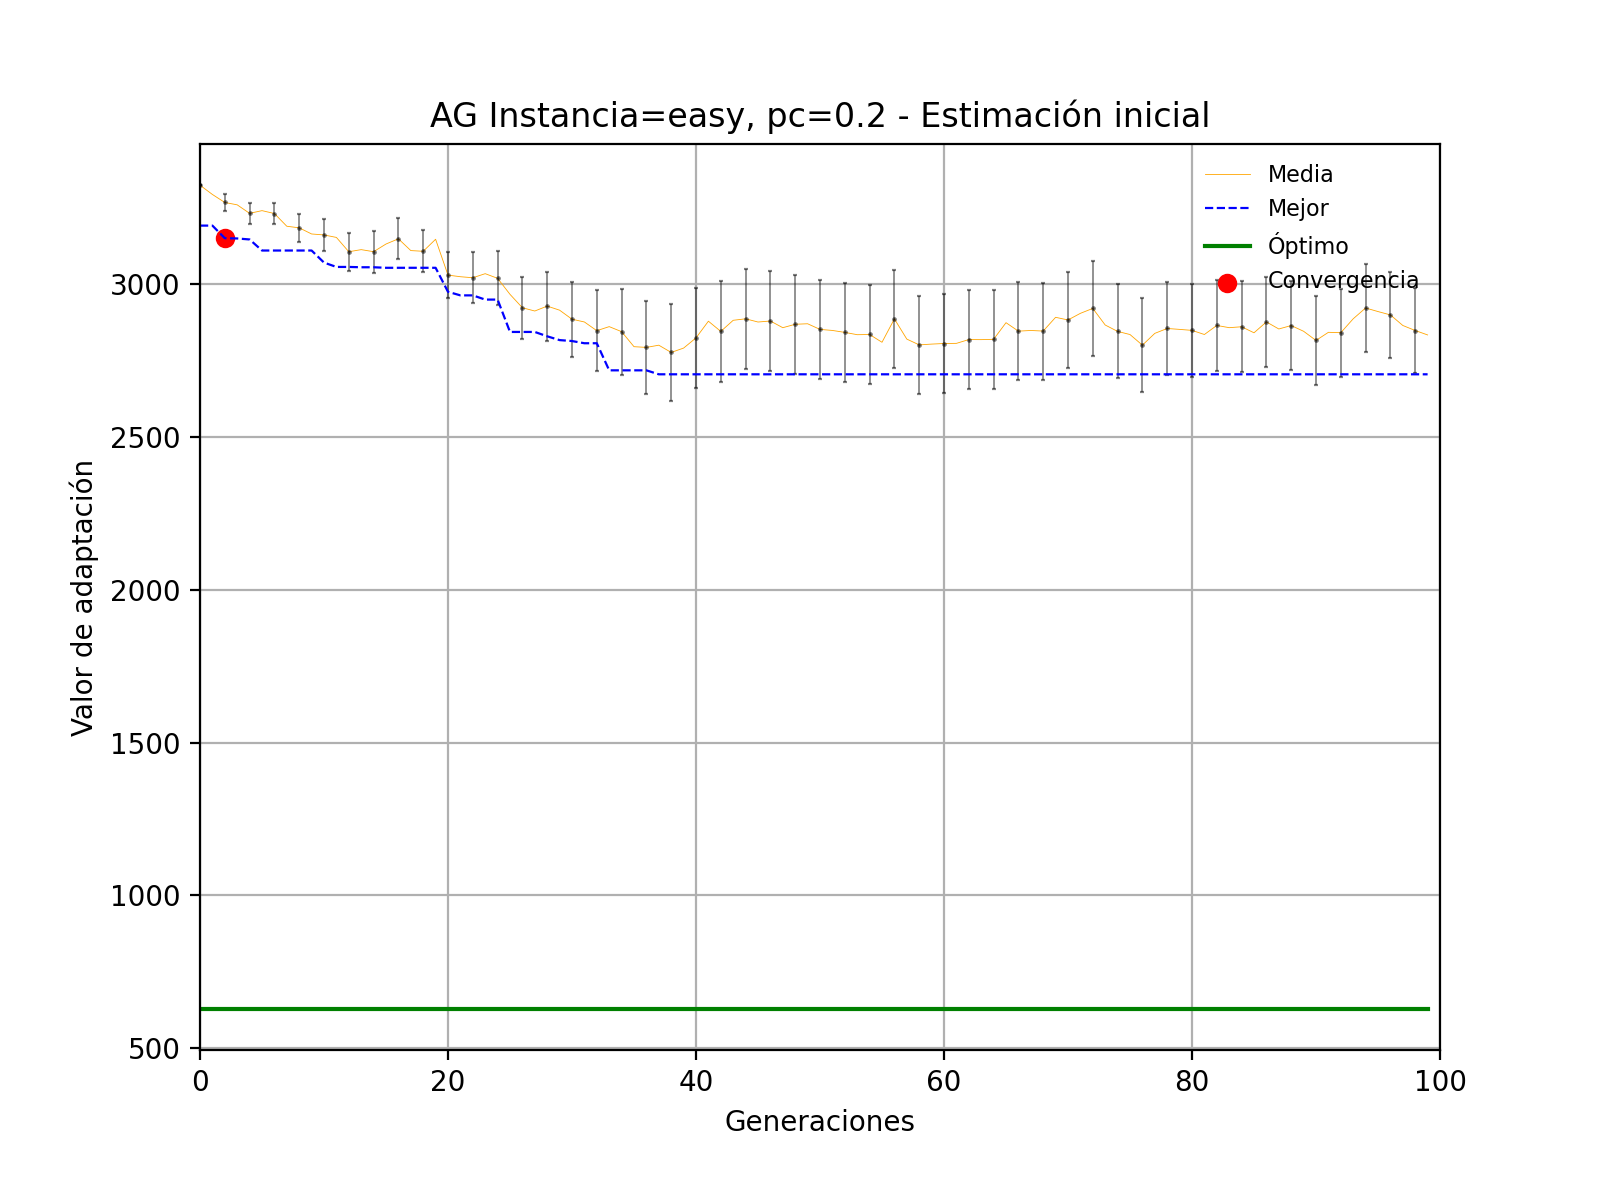 AG Instancia=easy, pc=0.2 - Estimación inicial
Media
Mejor
Óptimo
Convergencia
Valor de adaptación
3000
2500
2000
1500
1000
500
0 20 40 60 80 100
Generaciones